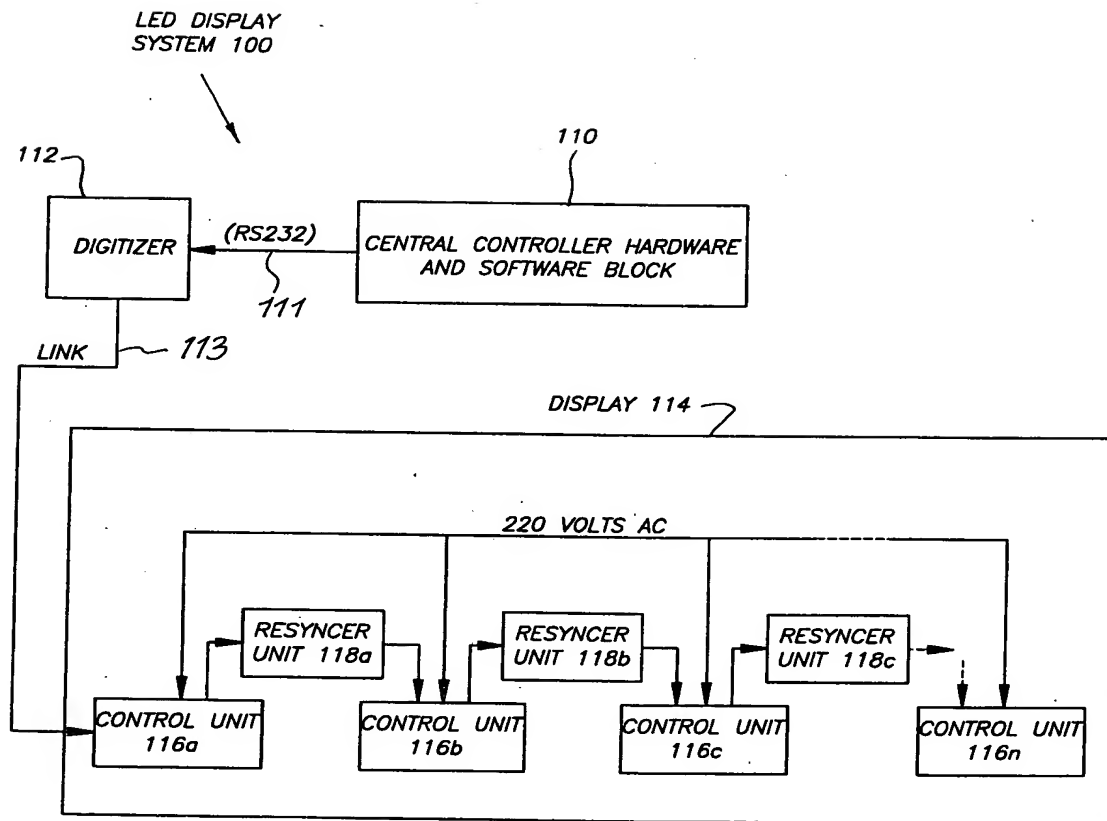 LED DISPLAY
SYSTEM 100
112
110
DIGITIZER
(RS232)
111
CENTRAL CONTROLLER HARDWARE
AND SOFTWARE BLOCK
LINK
113
DISPLAY 114
220 VOLTS AC
RESYNCER
UNIT 118a
RESYNCER
UNIT 118b
RESYNCER
UNIT 118c
CONTROL UNIT
116a
CONTROL UNIT
116b
CONTROL UNIT
116c
CONTROL UNIT
116n